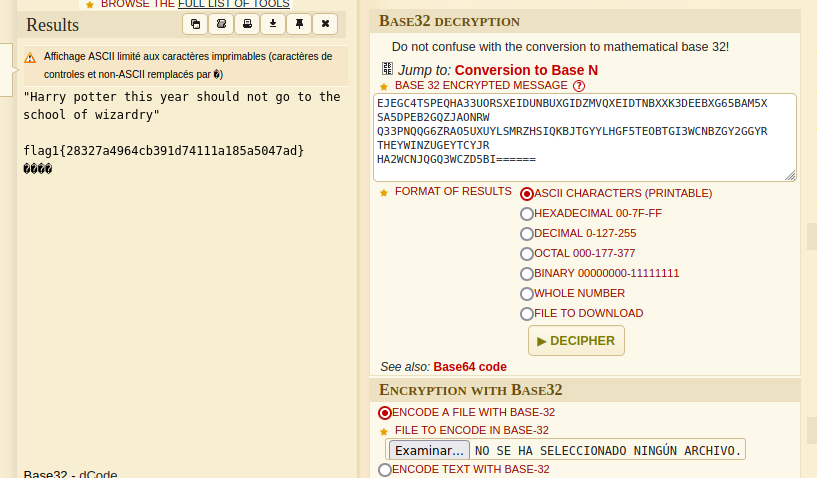 BROWSE THE FULL LIST OF TOOLS
Results
Affichage ASCII limité aux caractères imprimables (caractères de
controles et non-ASCII remplacés par �)
"Harry potter this year should not go to the
school of wizardry"
flag1{28327a4964cb391d74111a185a5047ad}
����
Base32 - dCode
Base32 decryption
Do not confuse with the conversion to mathematical base 32!
Jump to: Conversion to Base N
BASE 32 ENCRYPTED MESSAGE ?
EJEGC4TSPEQHA33UORSXEIDUNBUXGIDZMVQXEIDTNBXXK3DEEBXG65BAM5X
SA5DPEB2GQZJAONRW
Q33PNQQG6ZRAO5UXUYLSMRZHSIQKBJTGYYLHGF5TEOBTGI3WCNBZGY2GGYR
THEYWINZUGEYTCYJR
HA2WCNJQGQ3WCZD5BI======
FORMAT OF RESULTS
ASCII CHARACTERS (PRINTABLE)
HEXADECIMAL 00-7F-FF
DECIMAL 0-127-255
OCTAL 000-177-377
BINARY 00000000-11111111
WHOLE NUMBER
FILE TO DOWNLOAD
▶ DECIPHER
See also: Base64 code
Encryption with Base32
ENCODE A FILE WITH BASE-32
FILE TO ENCODE IN BASE-32
Examinar... NO SE HA SELECCIONADO NINGÚN ARCHIVO.
ENCODE TEXT WITH BASE-32